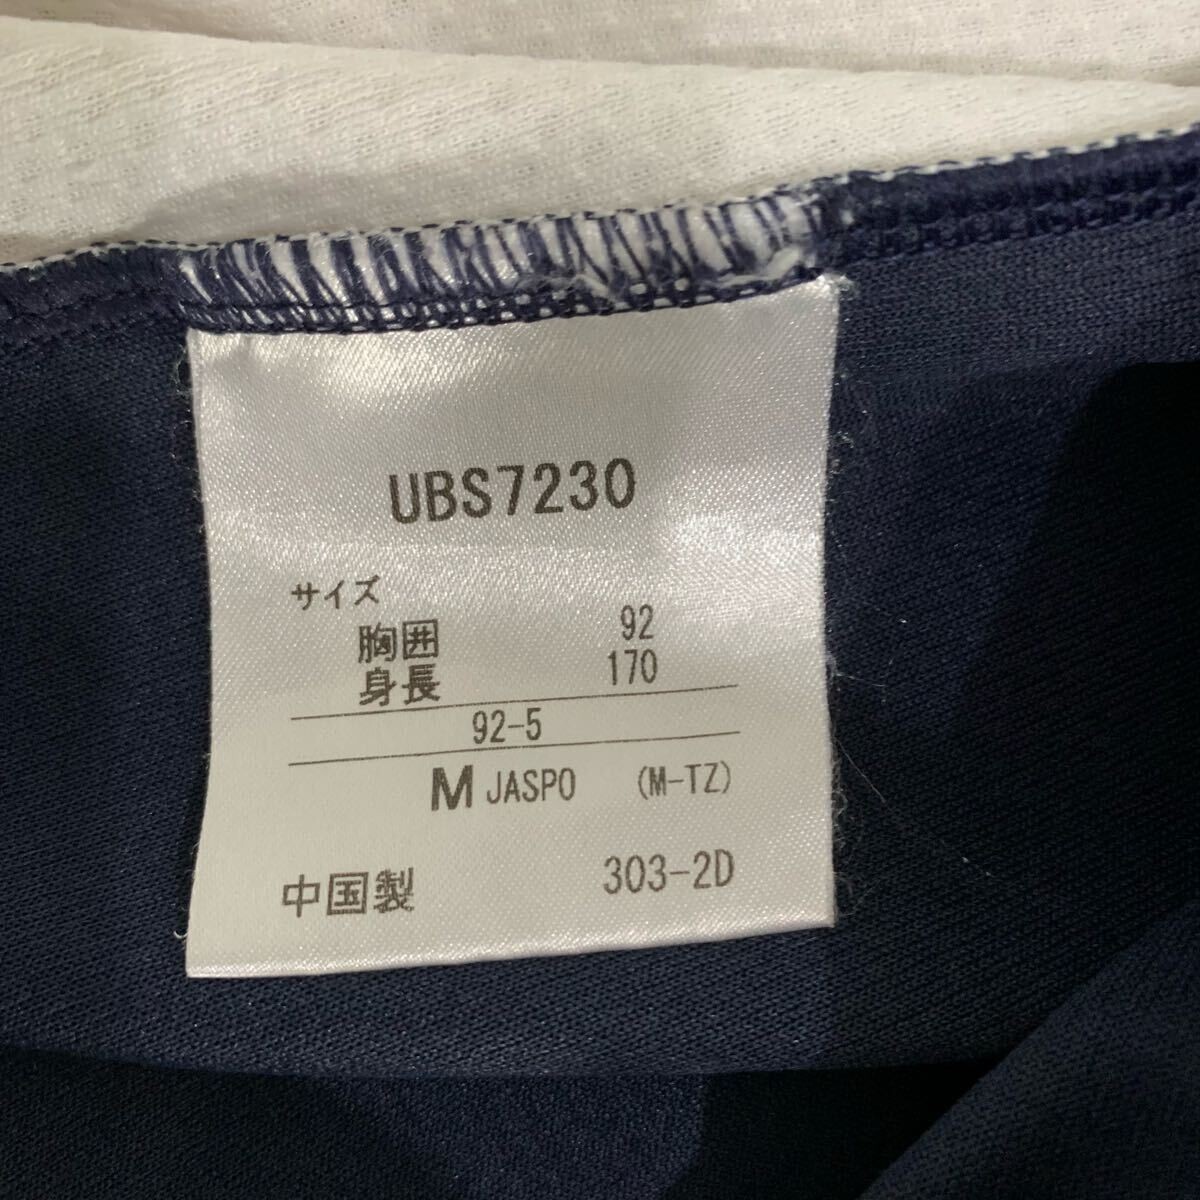 UBS7230
サイズ
胸囲 92
身長 170
92-5
M JASPO (M-TZ)
中国製 303-2D